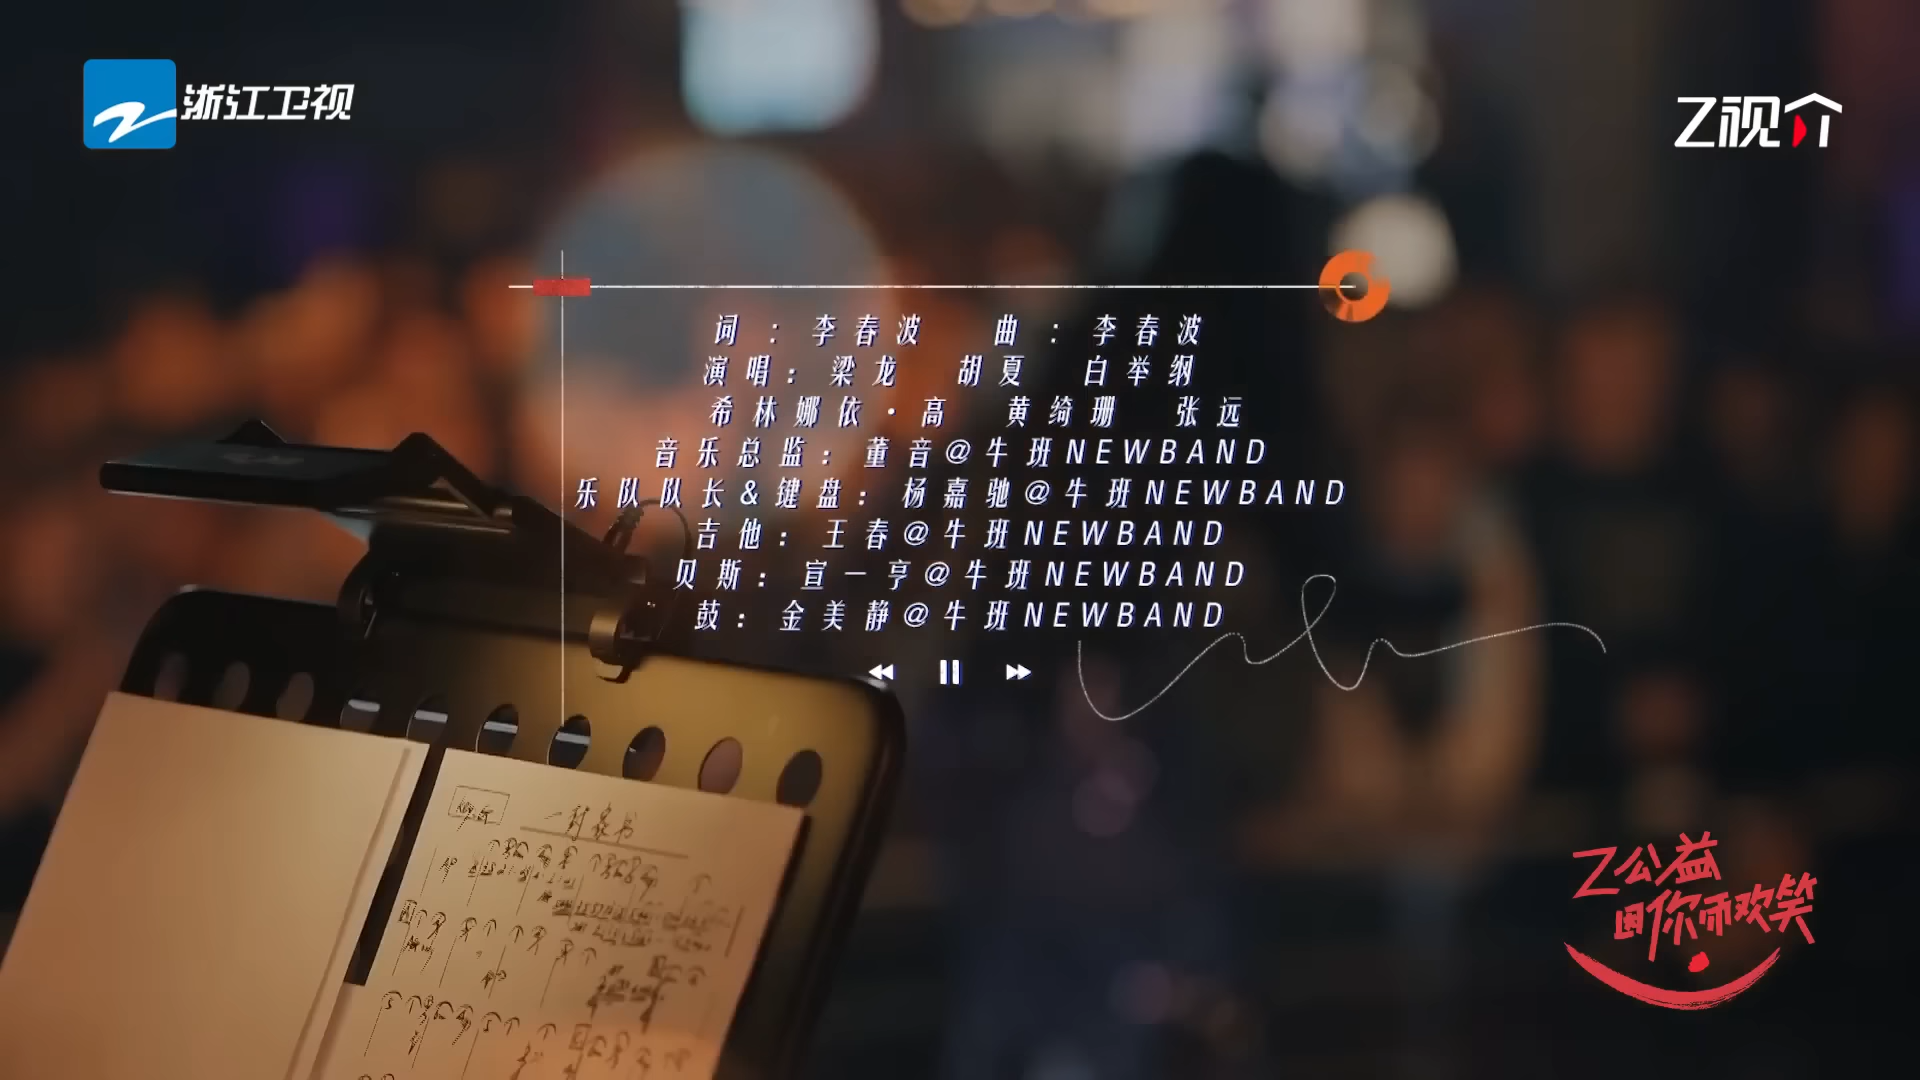 浙江卫视
Z视介
词：李春波 曲：李春波
演唱：梁龙 胡夏 白举纲
希林娜依·高 黄绮珊 张远
音乐总监：董音@牛班NEWBAND
乐队队长&键盘：杨嘉驰@牛班NEWBAND
吉他：王春@牛班NEWBAND
贝斯：宣一亨@牛班NEWBAND
鼓：金美静@牛班NEWBAND
一封家书
Z公益
因你而欢笑